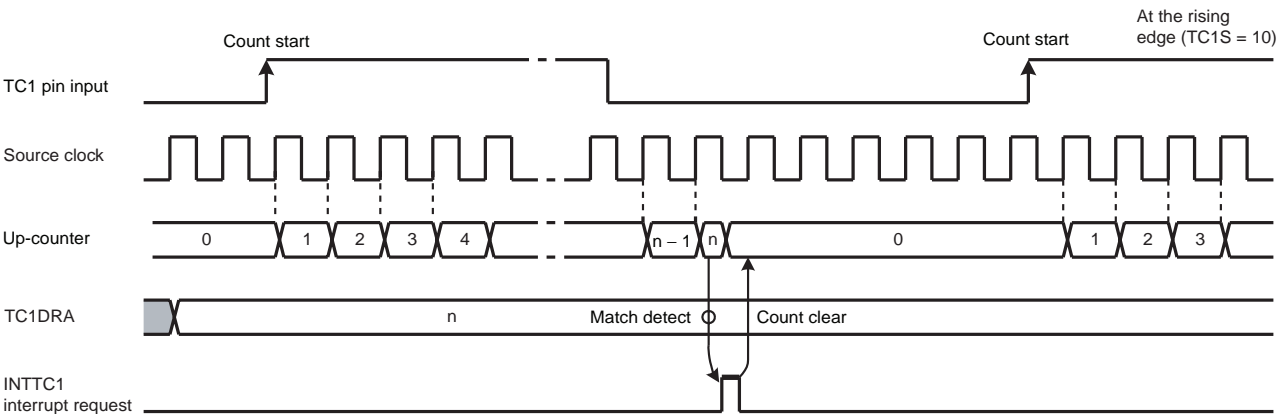 At the rising
edge (TC1S = 10)
Count start
Count start
TC1 pin input
Source clock
Up-counter
0 1 2 3 4 n – 1 n 0 1 2 3
TC1DRA
n
Match detect
Count clear
INTTC1
interrupt request